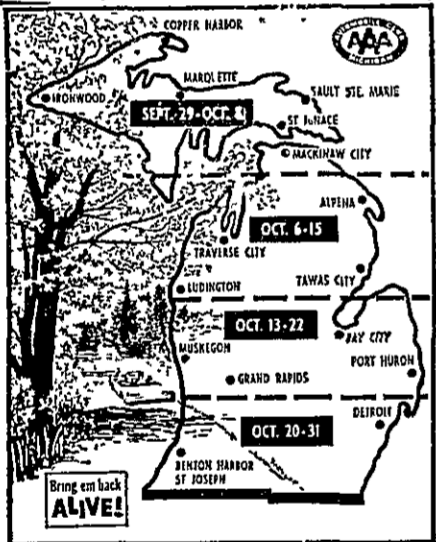 COPPER HARBOR
AAA
MARQUETTE
IRONWOOD
SAULT STE. MARIE
SEPT. 29-OCT. 8
ST IGNACE
MACKINAW CITY
ALPENA
OCT. 6-15
TRAVERSE CITY
TAWAS CITY
LUDINGTON
OCT. 13-22
BAY CITY
MUSKEGON
PORT HURON
GRAND RAPIDS
DETROIT
OCT. 20-31
BENTON HARBOR
ST JOSEPH
Bring em back
ALIVE!